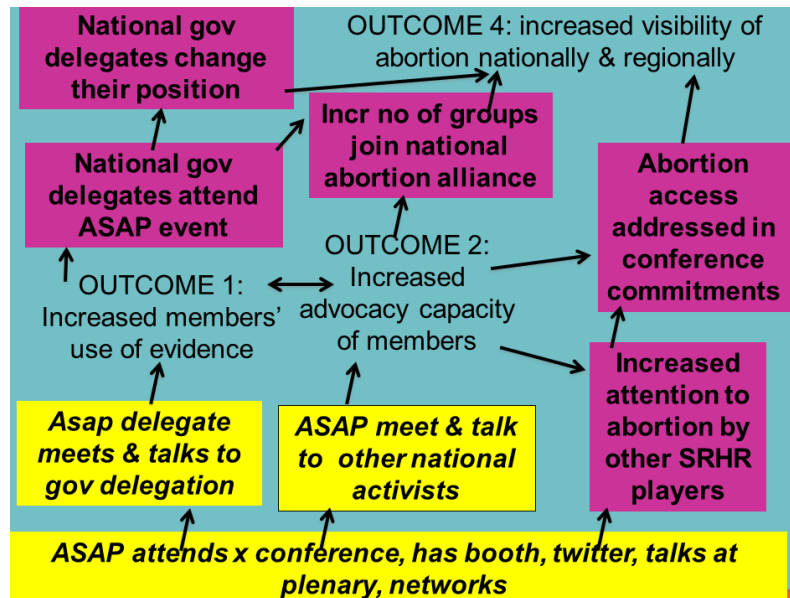 National gov
delegates change
their position
OUTCOME 4: increased visibility of
abortion nationally & regionally
Incr no of groups
join national
abortion alliance
National gov
delegates attend
ASAP event
Abortion
access
addressed in
conference
commitments
OUTCOME 1:
Increased members’
use of evidence
OUTCOME 2:
Increased
advocacy capacity
of members
Increased
attention to
abortion by
other SRHR
players
Asap delegate
meets & talks to
gov delegation
ASAP meet & talk
to other national
activists
ASAP attends x conference, has booth, twitter, talks at
plenary, networks